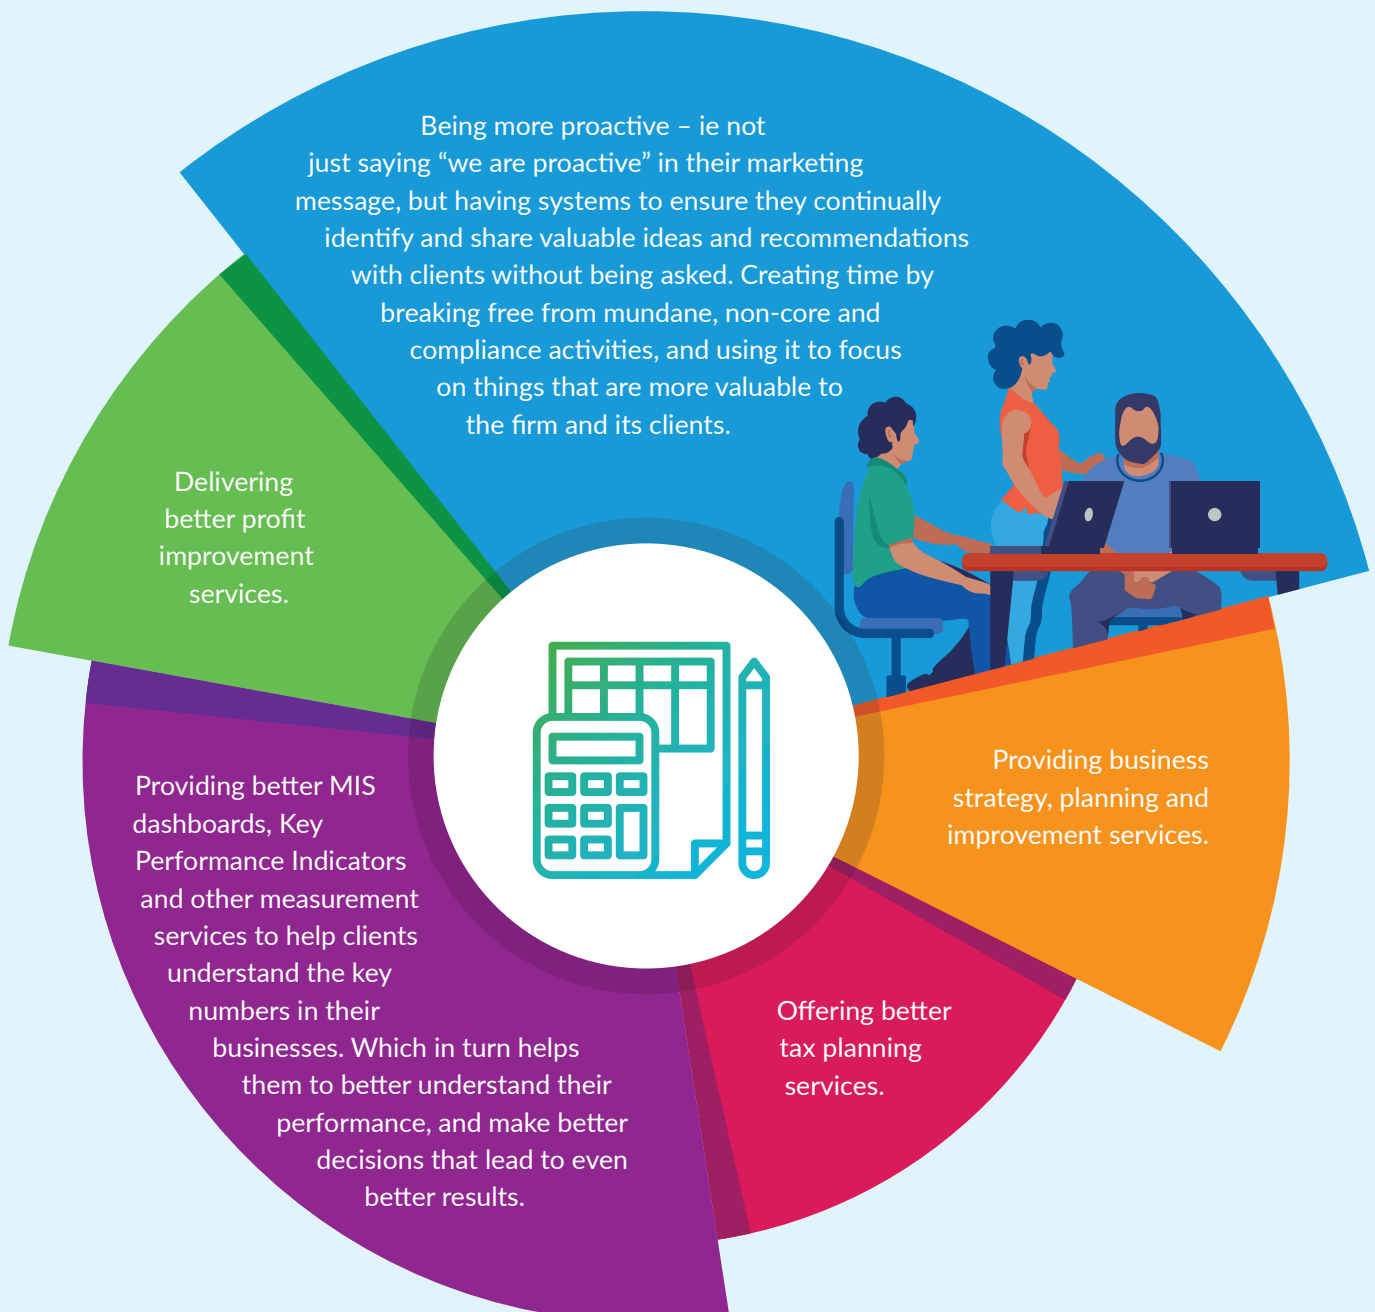 Being more proactive – ie not
just saying “we are proactive” in their marketing
message, but having systems to ensure they continually
identify and share valuable ideas and recommendations
with clients without being asked. Creating time by
breaking free from mundane, non-core and
compliance activities, and using it to focus
on things that are more valuable to
the firm and its clients.
Delivering
better profit
improvement
services.
Providing business
strategy, planning and
improvement services.
Providing better MIS
dashboards, Key
Performance Indicators
and other measurement
services to help clients
understand the key
numbers in their
businesses. Which in turn helps
them to better understand their
performance, and make better
decisions that lead to even
better results.
Offering better
tax planning
services.